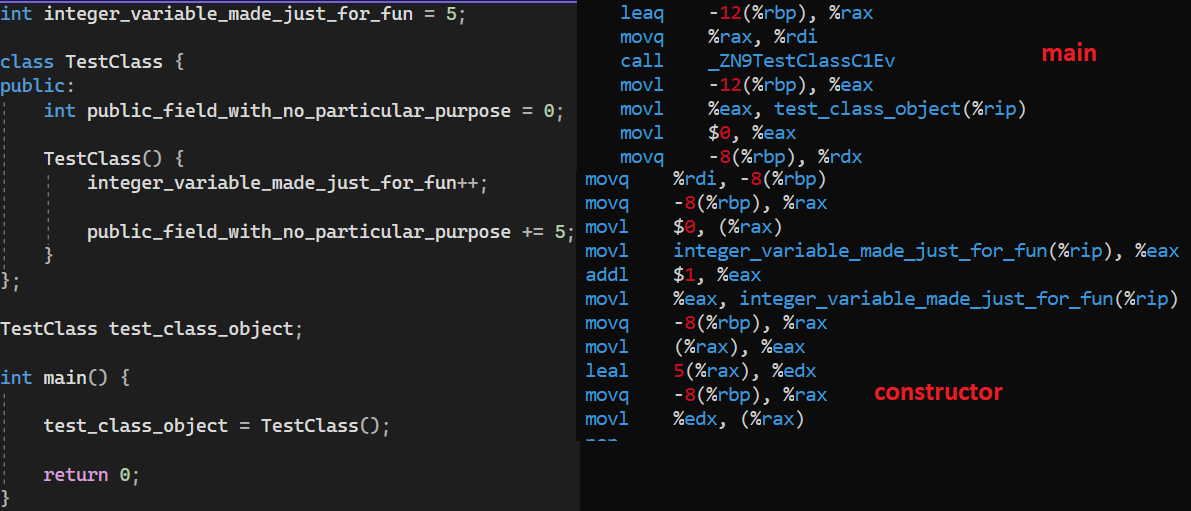 int integer_variable_made_just_for_fun = 5;
class TestClass {
public:
int public_field_with_no_particular_purpose = 0;
TestClass() {
integer_variable_made_just_for_fun++;
public_field_with_no_particular_purpose += 5;
}
};
TestClass test_class_object;
int main() {
test_class_object = TestClass();
return 0;
}
leaq -12(%rbp), %rax
movq %rax, %rdi
call _ZN9TestClassC1Ev
movl -12(%rbp), %eax
movl %eax, test_class_object(%rip)
movl $0, %eax
movq -8(%rbp), %rdx
main
movq %rdi, -8(%rbp)
movq -8(%rbp), %rax
movl $0, (%rax)
movl integer_variable_made_just_for_fun(%rip), %eax
addl $1, %eax
movl %eax, integer_variable_made_just_for_fun(%rip)
movq -8(%rbp), %rax
movl (%rax), %eax
leal 5(%rax), %edx
movq -8(%rbp), %rax
movl %edx, (%rax)
constructor